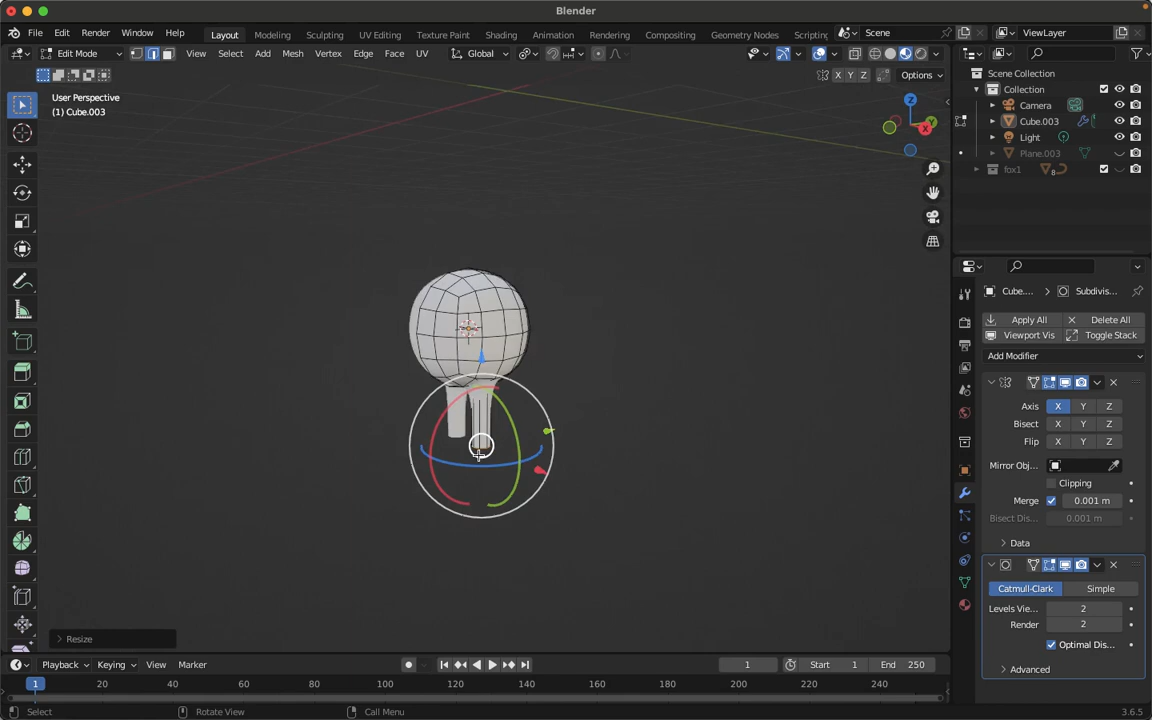 Blender
File Edit Render Window Help Layout Modeling Sculpting UV Editing Texture Paint Shading Animation Rendering Compositing Geometry Nodes Scripting Scene ViewLayer
Edit Mode View Select Add Mesh Vertex Edge Face UV Global
X Y Z Options
User Perspective
(1) Cube.003
Z
Y
X
Resize
Scene Collection
Collection
Camera
Cube.003
Light
Plane.003
fox1 8
Cube.... Subdivis...
Apply All Delete All
Viewport Vis Toggle Stack
Add Modifier
Axis X Y Z
Bisect X Y Z
Flip X Y Z
Mirror Obj...
Clipping
Merge 0.001 m
Bisect Dis... 0.001 m
Data
Catmull-Clark Simple
Levels Vie... 2
Render 2
Optimal Dis...
Advanced
Playback Keying View Marker 1 Start 1 End 250
1 20 40 60 80 100 120 140 160 180 200 220 240
Select Rotate View Call Menu 3.6.5